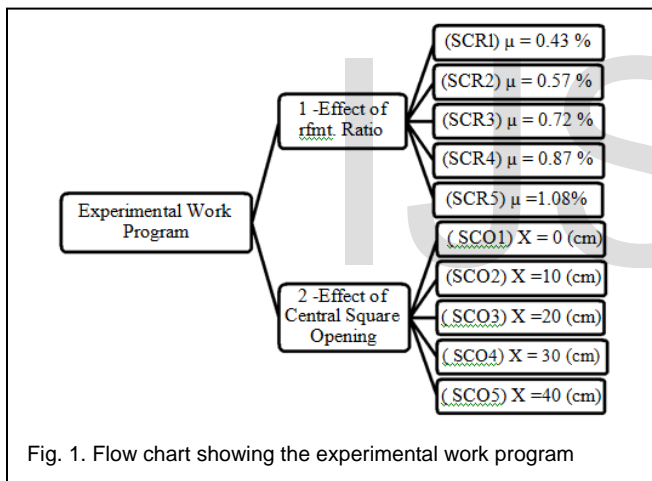 (SCR1) µ = 0.43 %
(SCR2) µ = 0.57 %
1 -Effect of
rfmt. Ratio
(SCR3) µ = 0.72 %
(SCR4) µ = 0.87 %
(SCR5) µ =1.08%
Experimental Work
Program
( SCO1) X = 0 (cm)
(SCO2) X =10 (cm)
2 -Effect of
Central Square
Opening
( SCO3) X =20 (cm)
( SCO4) X = 30 (cm)
( SCO5) X =40 (cm)
IJS
Fig. 1. Flow chart showing the experimental work program